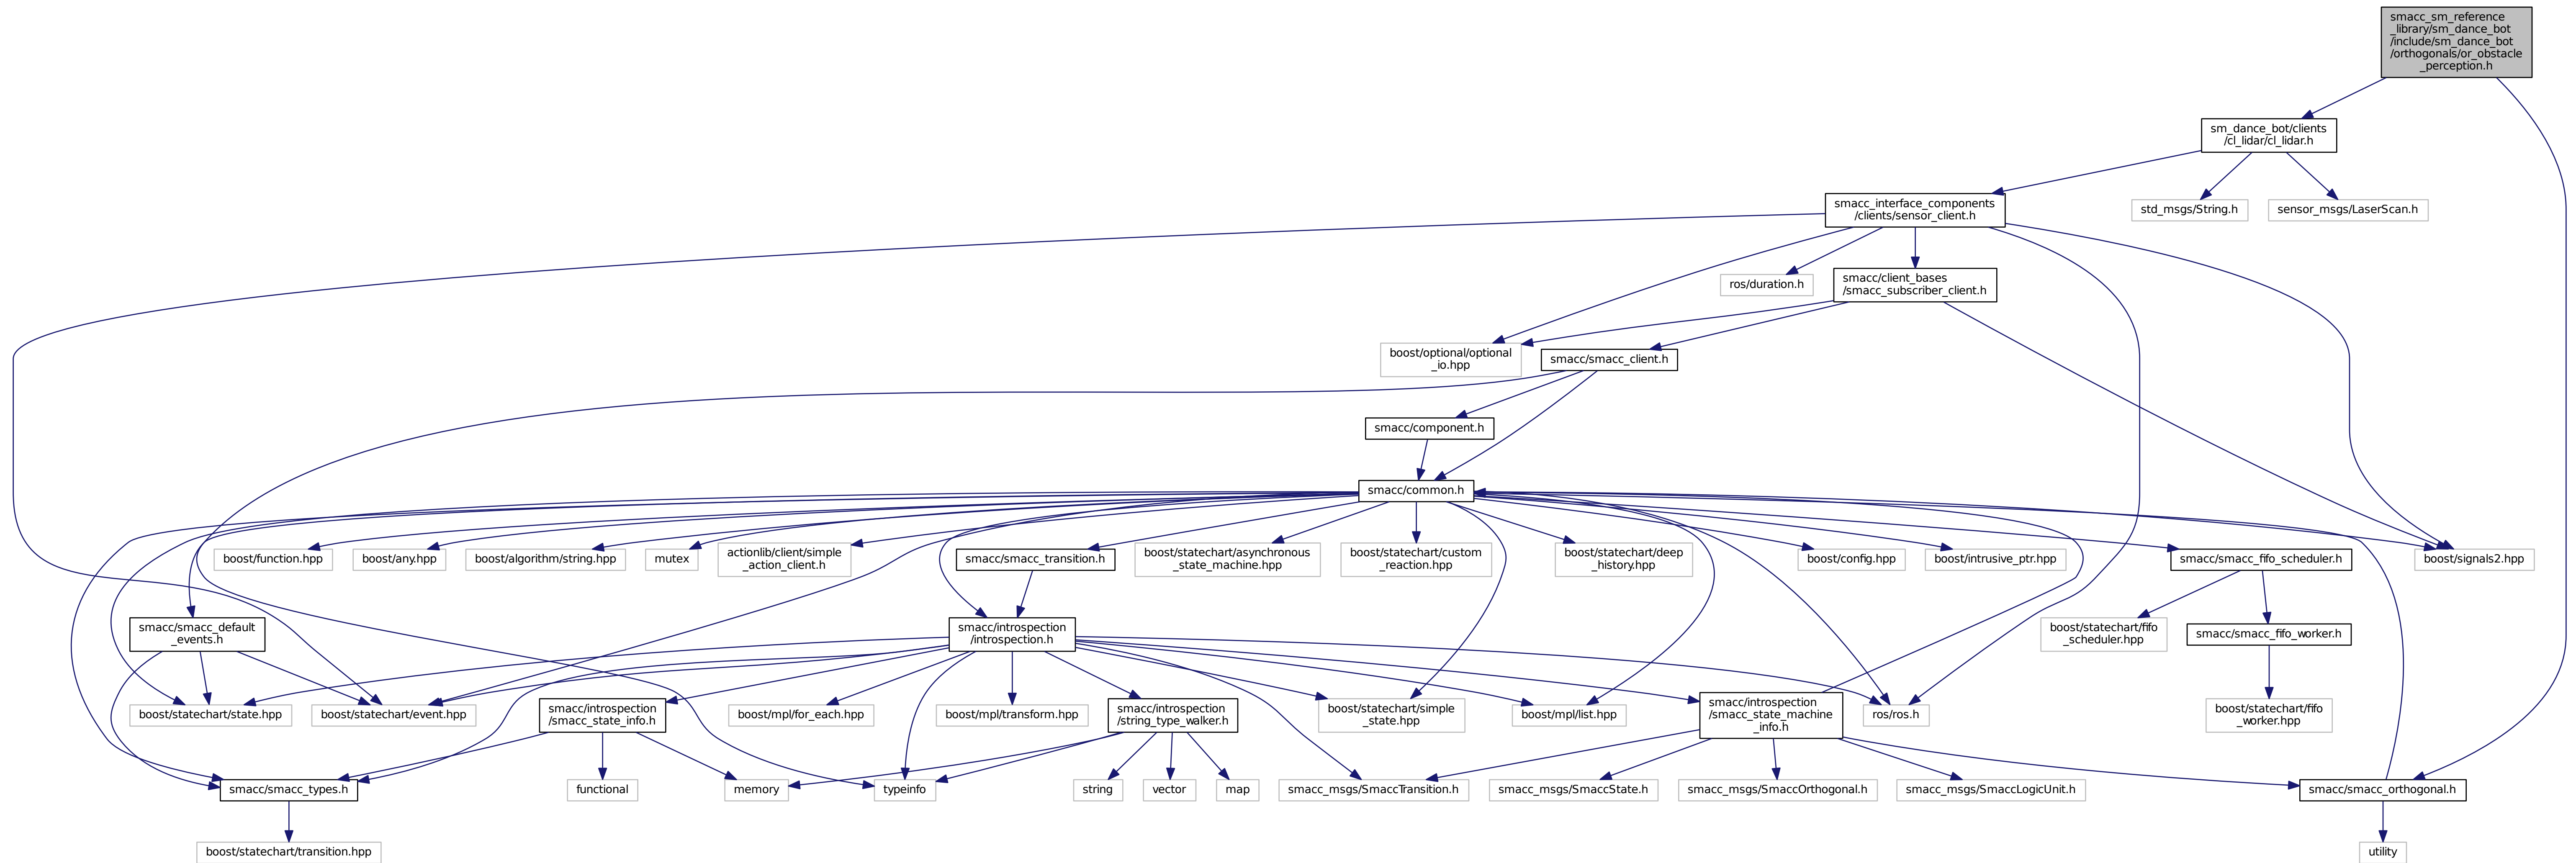 smacc_sm_reference
_library/sm_dance_bot
/include/sm_dance_bot
/orthogonals/or_obstacle
_perception.h
sm_dance_bot/clients
/cl_lidar/cl_lidar.h
smacc_interface_components
/clients/sensor_client.h
std_msgs/String.h
sensor_msgs/LaserScan.h
ros/duration.h
smacc/client_bases
/smacc_subscriber_client.h
boost/optional/optional
_io.hpp
smacc/smacc_client.h
smacc/component.h
smacc/common.h
boost/function.hpp
boost/any.hpp
boost/algorithm/string.hpp
mutex
actionlib/client/simple
_action_client.h
smacc/smacc_transition.h
boost/statechart/asynchronous
_state_machine.hpp
boost/statechart/custom
_reaction.hpp
boost/statechart/deep
_history.hpp
boost/config.hpp
boost/intrusive_ptr.hpp
smacc/smacc_fifo_scheduler.h
boost/signals2.hpp
smacc/smacc_default
_events.h
smacc/introspection
/introspection.h
boost/statechart/fifo
_scheduler.hpp
smacc/smacc_fifo_worker.h
boost/statechart/state.hpp
boost/statechart/event.hpp
smacc/introspection
/smacc_state_info.h
boost/mpl/for_each.hpp
boost/mpl/transform.hpp
smacc/introspection
/string_type_walker.h
boost/statechart/simple
_state.hpp
boost/mpl/list.hpp
smacc/introspection
/smacc_state_machine
_info.h
ros/ros.h
boost/statechart/fifo
_worker.hpp
smacc/smacc_types.h
functional
memory
typeinfo
string
vector
map
smacc_msgs/SmaccTransition.h
smacc_msgs/SmaccState.h
smacc_msgs/SmaccOrthogonal.h
smacc_msgs/SmaccLogicUnit.h
smacc/smacc_orthogonal.h
boost/statechart/transition.hpp
utility